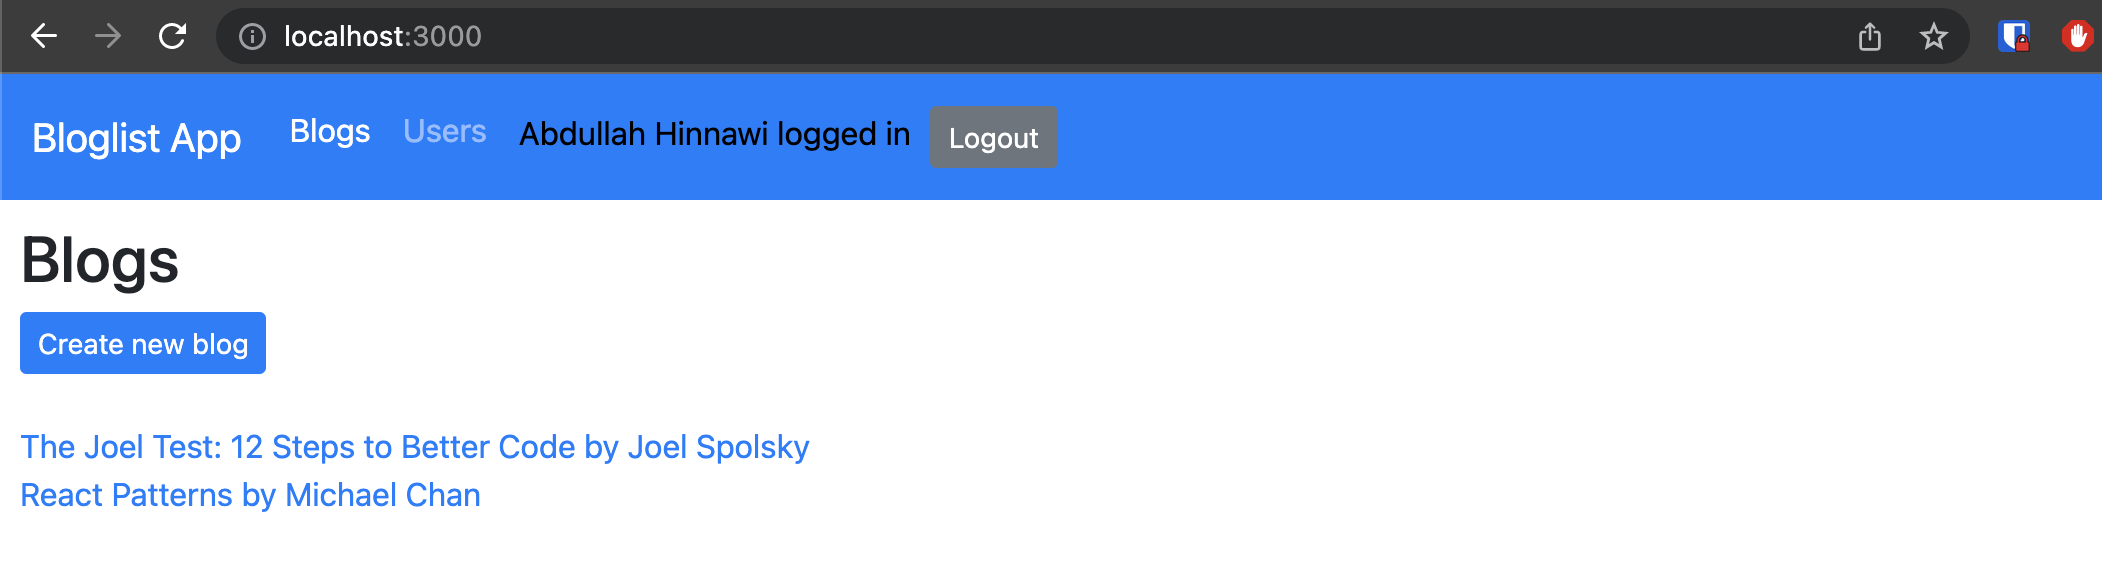 localhost:3000
Bloglist App Blogs Users Abdullah Hinnawi logged in Logout
Blogs
Create new blog
The Joel Test: 12 Steps to Better Code by Joel Spolsky
React Patterns by Michael Chan